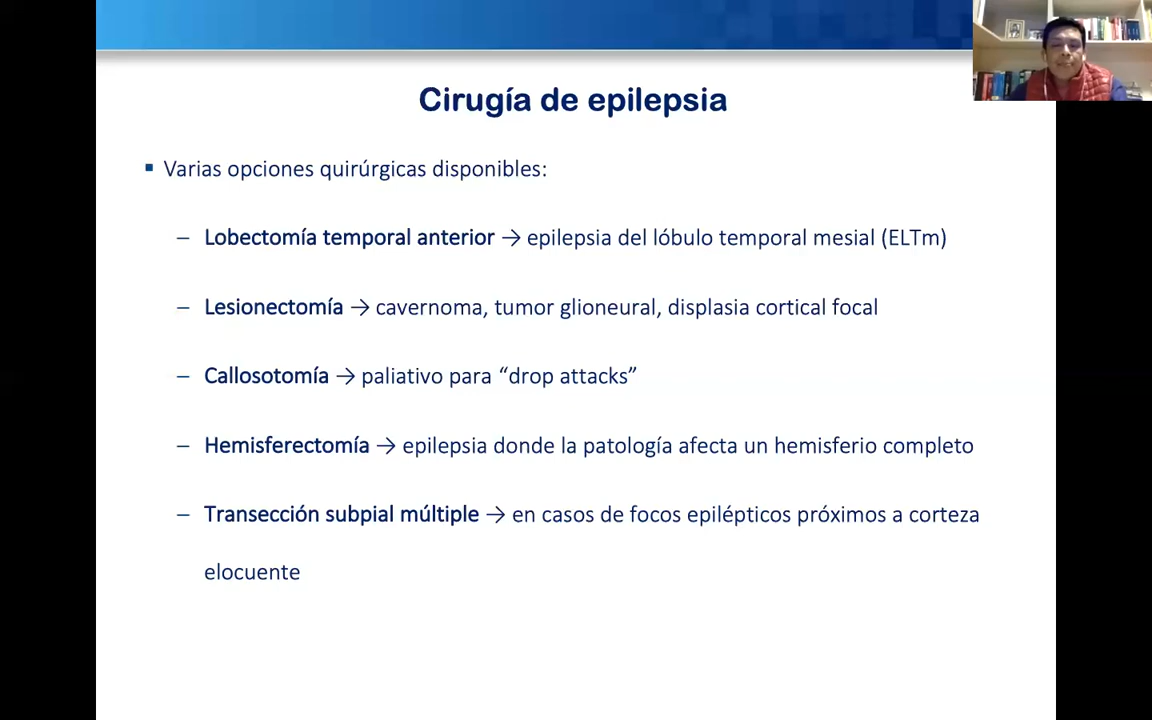 Cirugía de epilepsia
▪ Varias opciones quirúrgicas disponibles:
– Lobectomía temporal anterior → epilepsia del lóbulo temporal mesial (ELTm)
– Lesionectomía → cavernoma, tumor glioneural, displasia cortical focal
– Callosotomía → paliativo para “drop attacks”
– Hemisferectomía → epilepsia donde la patología afecta un hemisferio completo
– Transección subpial múltiple → en casos de focos epilépticos próximos a corteza
elocuente